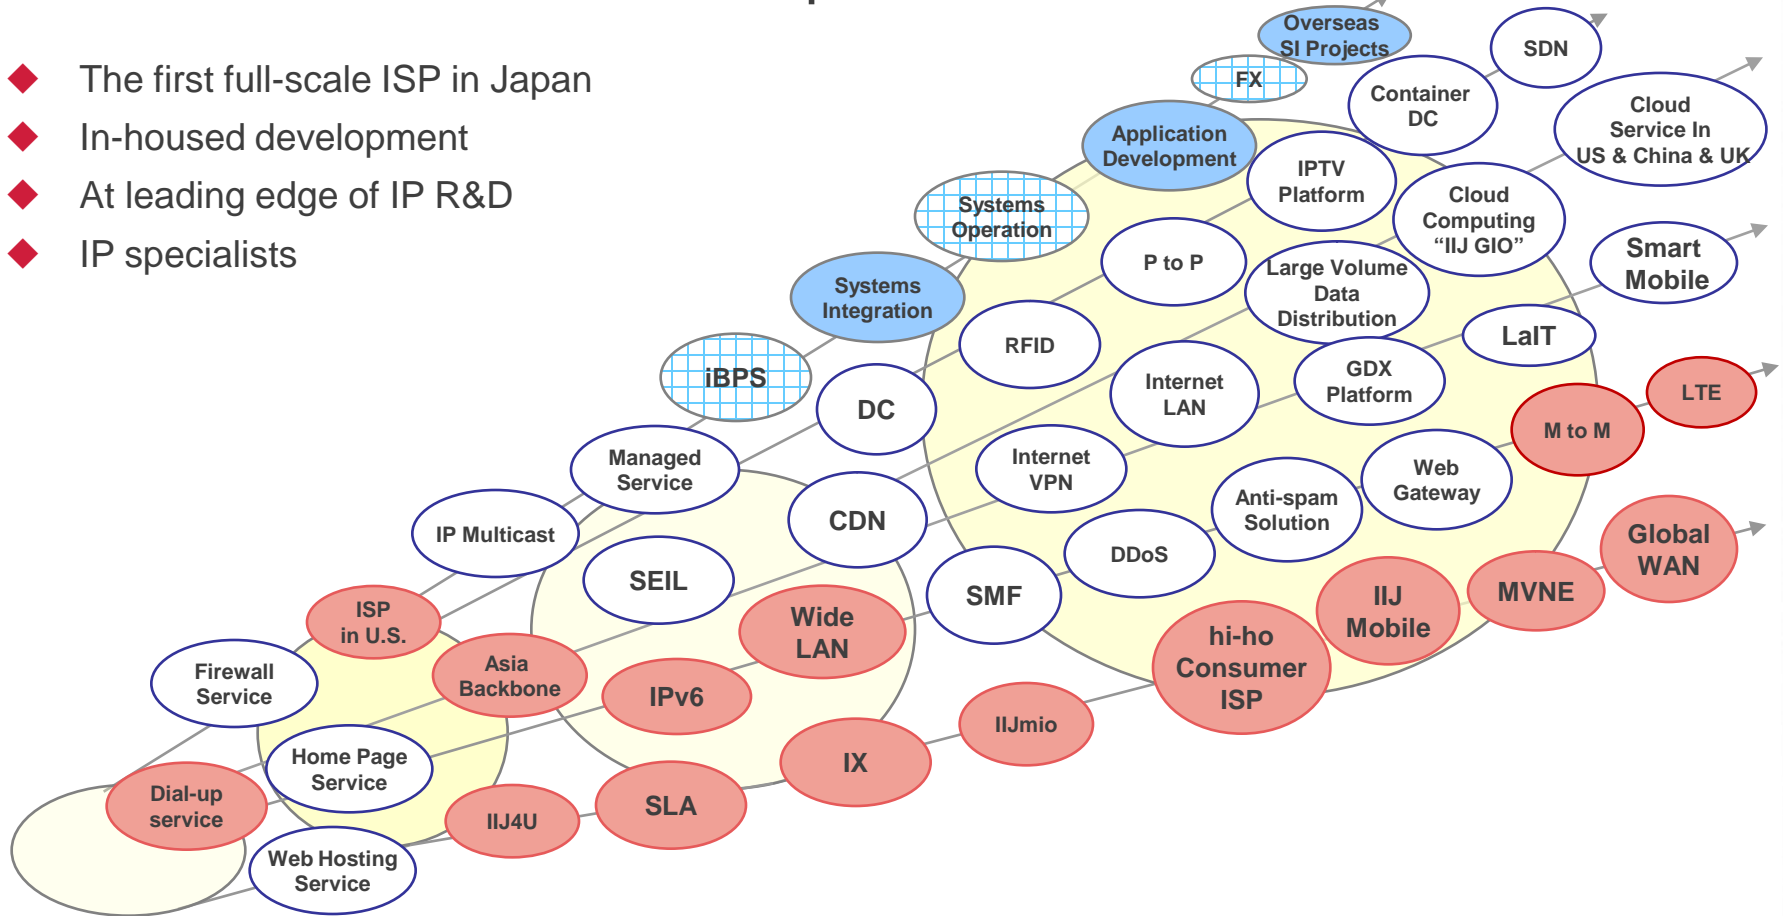 The first full-scale ISP in Japan
In-housed development
At leading edge of IP R&D
IP specialists
Overseas
SI Projects
SDN
FX
Container
DC
Cloud
Service In
US & China & UK
Application
Development
IPTV
Platform
Cloud
Computing
“IIJ GIO”
Systems
Operation
P to P
Large Volume
Data
Distribution
Smart
Mobile
Systems
Integration
RFID
LaIT
iBPS
DC
Internet
LAN
GDX
Platform
LTE
M to M
Managed
Service
Internet
VPN
Web
Gateway
IP Multicast
CDN
Anti-spam
Solution
Global
WAN
SEIL
DDoS
SMF
ISP
in U.S.
Wide
LAN
IIJ
Mobile
MVNE
Firewall
Service
Asia
Backbone
IPv6
hi-ho
Consumer
ISP
IIJmio
Home Page
Service
IX
Dial-up
service
IIJ4U
SLA
Web Hosting
Service